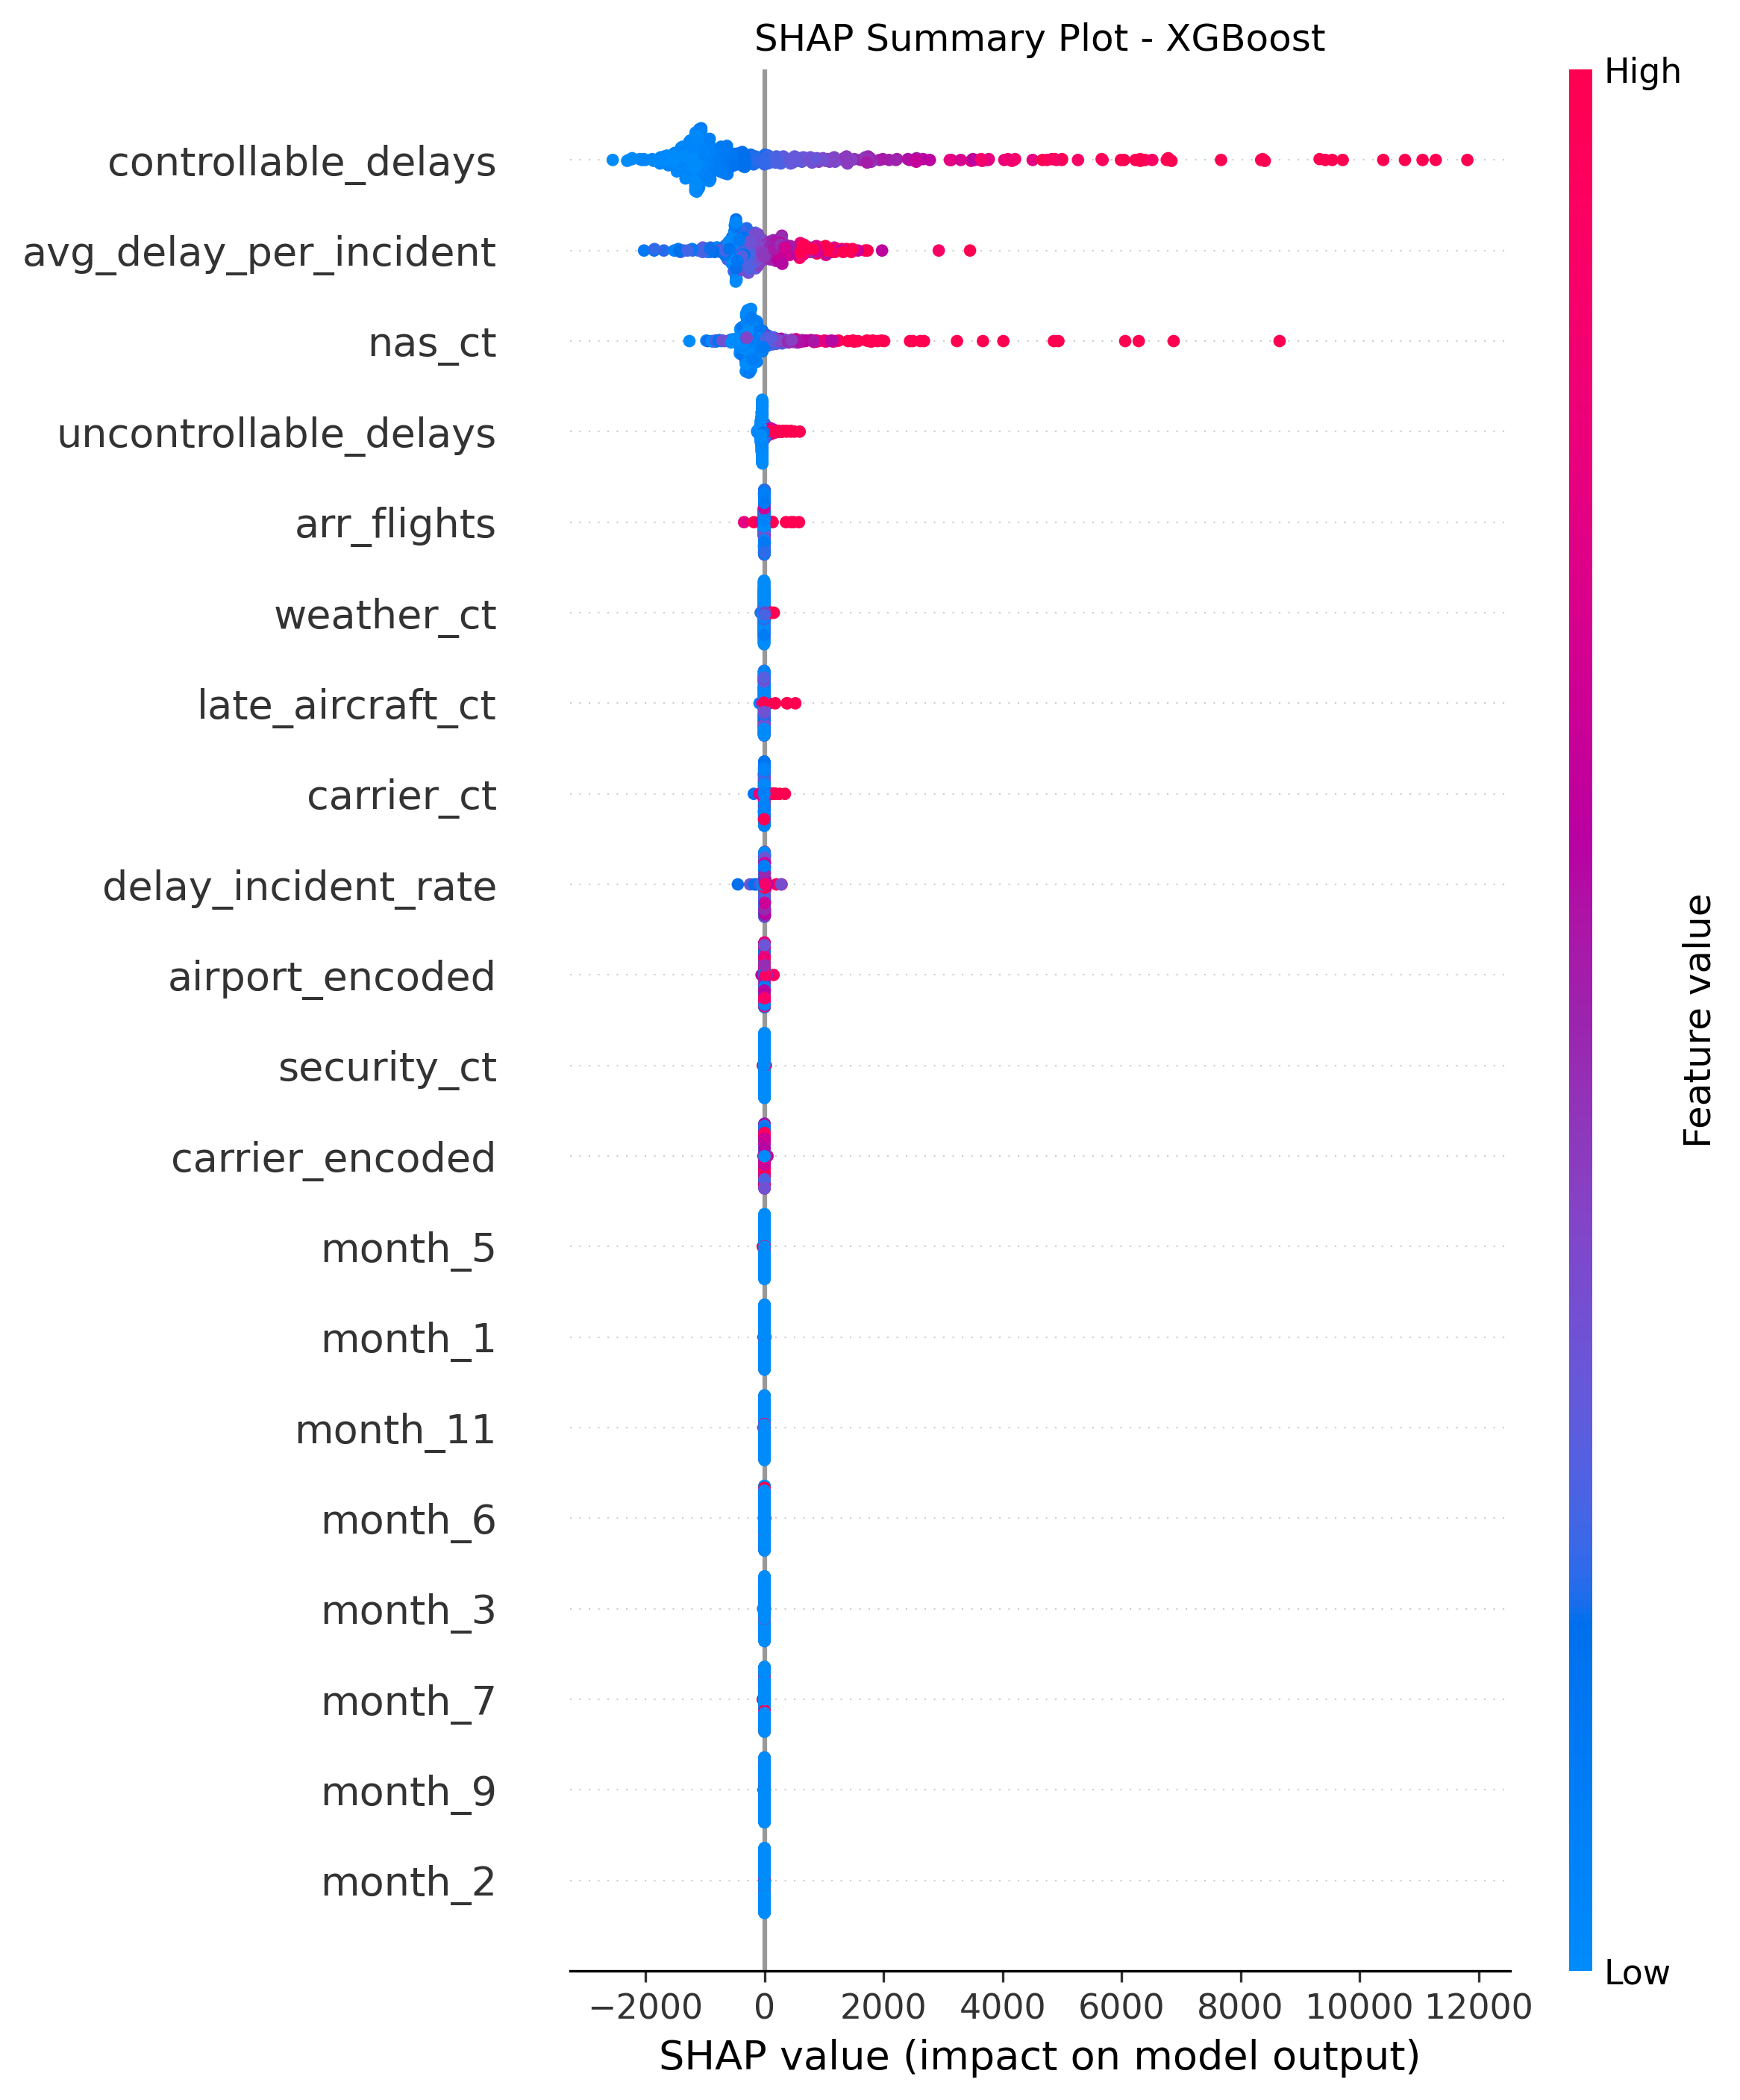 SHAP Summary Plot - XGBoost
High
controllable_delays
avg_delay_per_incident
nas_ct
uncontrollable_delays
arr_flights
weather_ct
late_aircraft_ct
carrier_ct
delay_incident_rate
airport_encoded
security_ct
carrier_encoded
month_5
month_1
month_11
month_6
month_3
month_7
month_9
month_2
Feature value
Low
−2000 0 2000 4000 6000 8000 10000 12000
SHAP value (impact on model output)